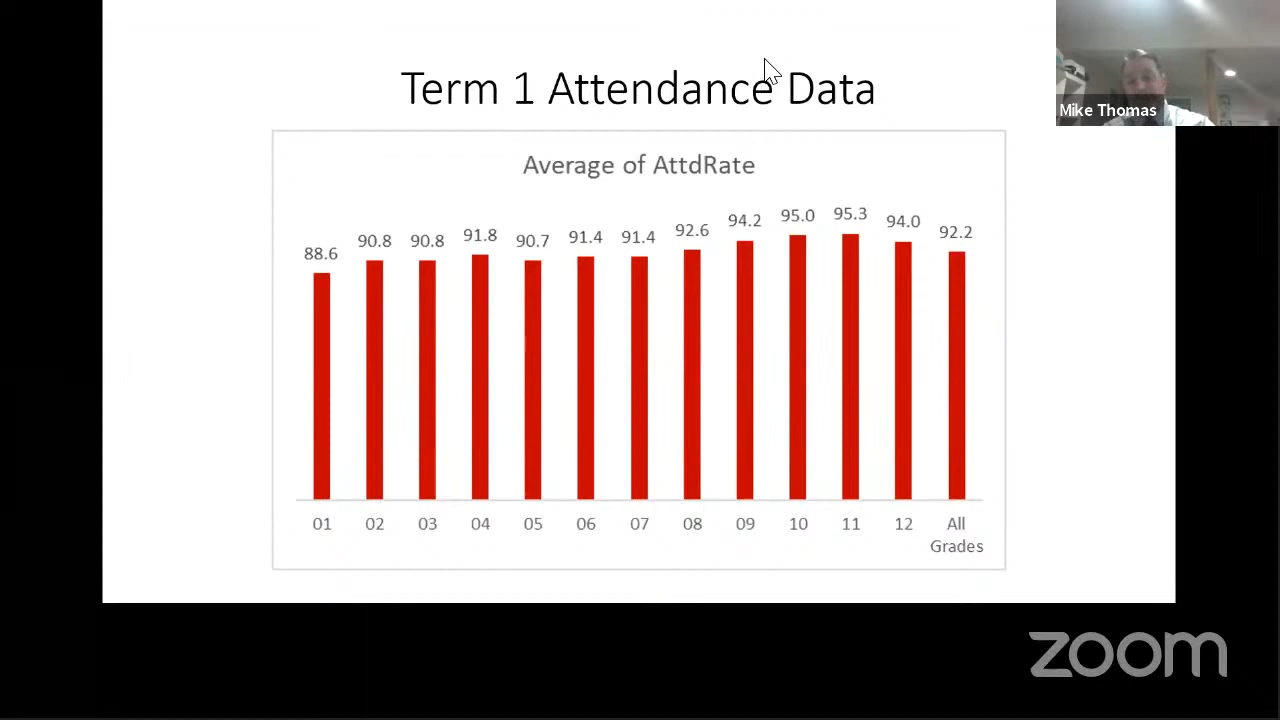 Term 1 Attendance Data
Mike Thomas
Average of AttdRate
88.6 90.8 90.8 91.8 90.7 91.4 91.4 92.6 94.2 95.0 95.3 94.0 92.2
01 02 03 04 05 06 07 08 09 10 11 12 All
Grades
zoom